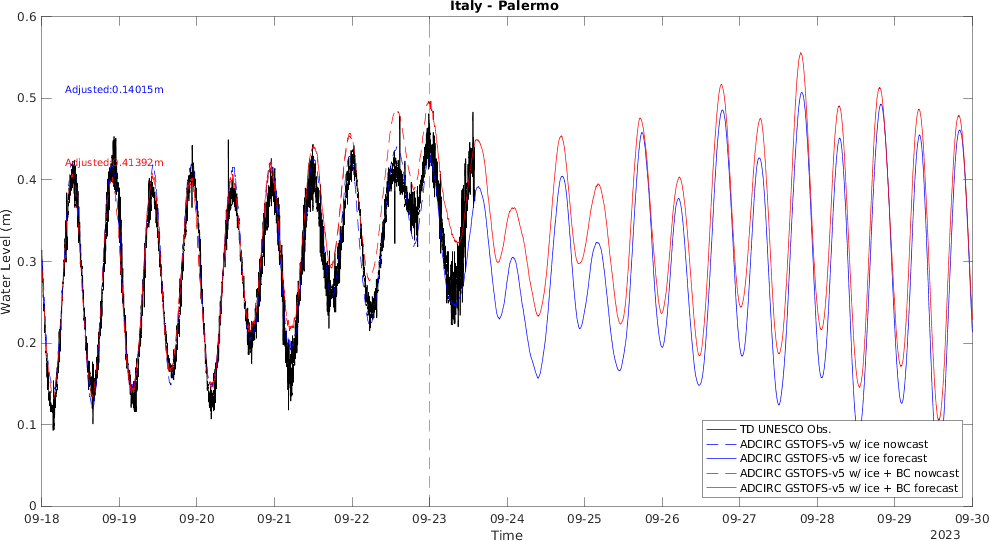 Italy - Palermo
0.6
0.5
0.4
0.3
0.2
0.1
0
Water Level (m)
Adjusted:0.14015m
Adjusted:0.41392m
TD UNESCO Obs.
ADCIRC GSTOFS-v5 w/ ice nowcast
ADCIRC GSTOFS-v5 w/ ice forecast
ADCIRC GSTOFS-v5 w/ ice + BC nowcast
ADCIRC GSTOFS-v5 w/ ice + BC forecast
09-18 09-19 09-20 09-21 09-22 09-23 09-24 09-25 09-26 09-27 09-28 09-29 09-30
Time
2023